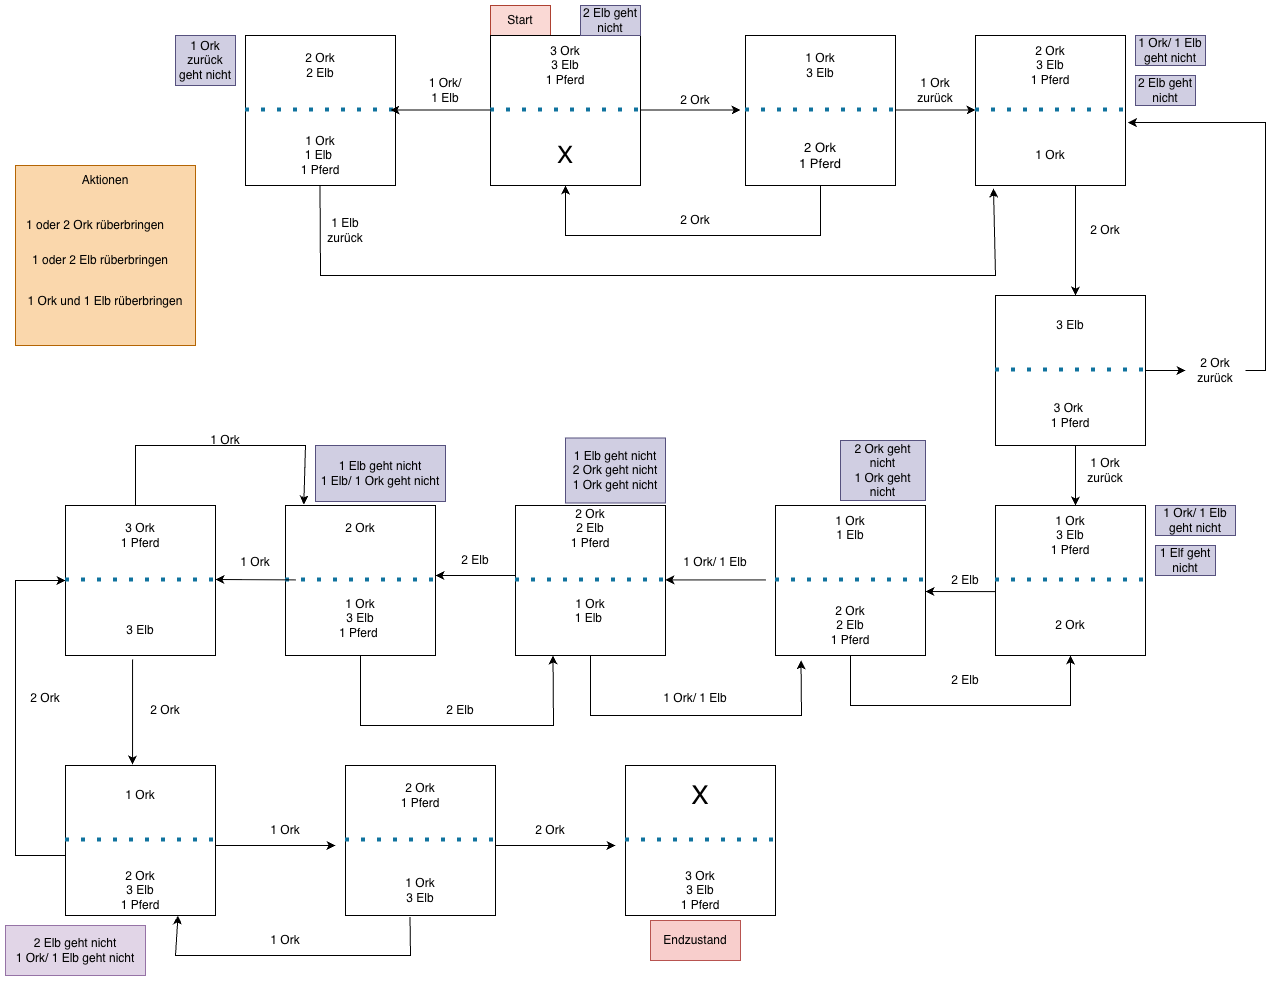 Start
2 Elb geht
nicht
1 Ork
zurück
geht nicht
2 Ork
2 Elb
1 Ork
1 Elb
1 Pferd
1 Ork/
1 Elb
3 Ork
3 Elb
1 Pferd
X
2 Ork
1 Ork
3 Elb
2 Ork
1 Pferd
1 Ork
zurück
2 Ork
3 Elb
1 Pferd
1 Ork
1 Ork/ 1 Elb
geht nicht
2 Elb geht
nicht
Aktionen
1 oder 2 Ork rüberbringen
1 oder 2 Elb rüberbringen
1 Ork und 1 Elb rüberbringen
1 Elb
zurück
2 Ork
2 Ork
3 Elb
3 Ork
1 Pferd
2 Ork
zurück
1 Ork
zurück
1 Ork
1 Elb geht nicht
1 Elb/ 1 Ork geht nicht
1 Elb geht nicht
2 Ork geht nicht
1 Ork geht nicht
2 Ork geht
nicht
1 Ork geht
nicht
3 Ork
1 Pferd
3 Elb
1 Ork
2 Ork
1 Ork
3 Elb
1 Pferd
2 Elb
2 Ork
2 Elb
1 Pferd
1 Ork
1 Elb
1 Ork/ 1 Elb
1 Ork
1 Elb
2 Ork
2 Elb
1 Pferd
2 Elb
1 Ork
3 Elb
1 Pferd
2 Ork
1 Ork/ 1 Elb
geht nicht
1 Elf geht
nicht
2 Ork
2 Ork
2 Elb
1 Ork/ 1 Elb
2 Elb
1 Ork
2 Ork
3 Elb
1 Pferd
1 Ork
2 Ork
1 Pferd
1 Ork
3 Elb
2 Ork
X
3 Ork
3 Elb
1 Pferd
2 Elb geht nicht
1 Ork/ 1 Elb geht nicht
1 Ork
Endzustand